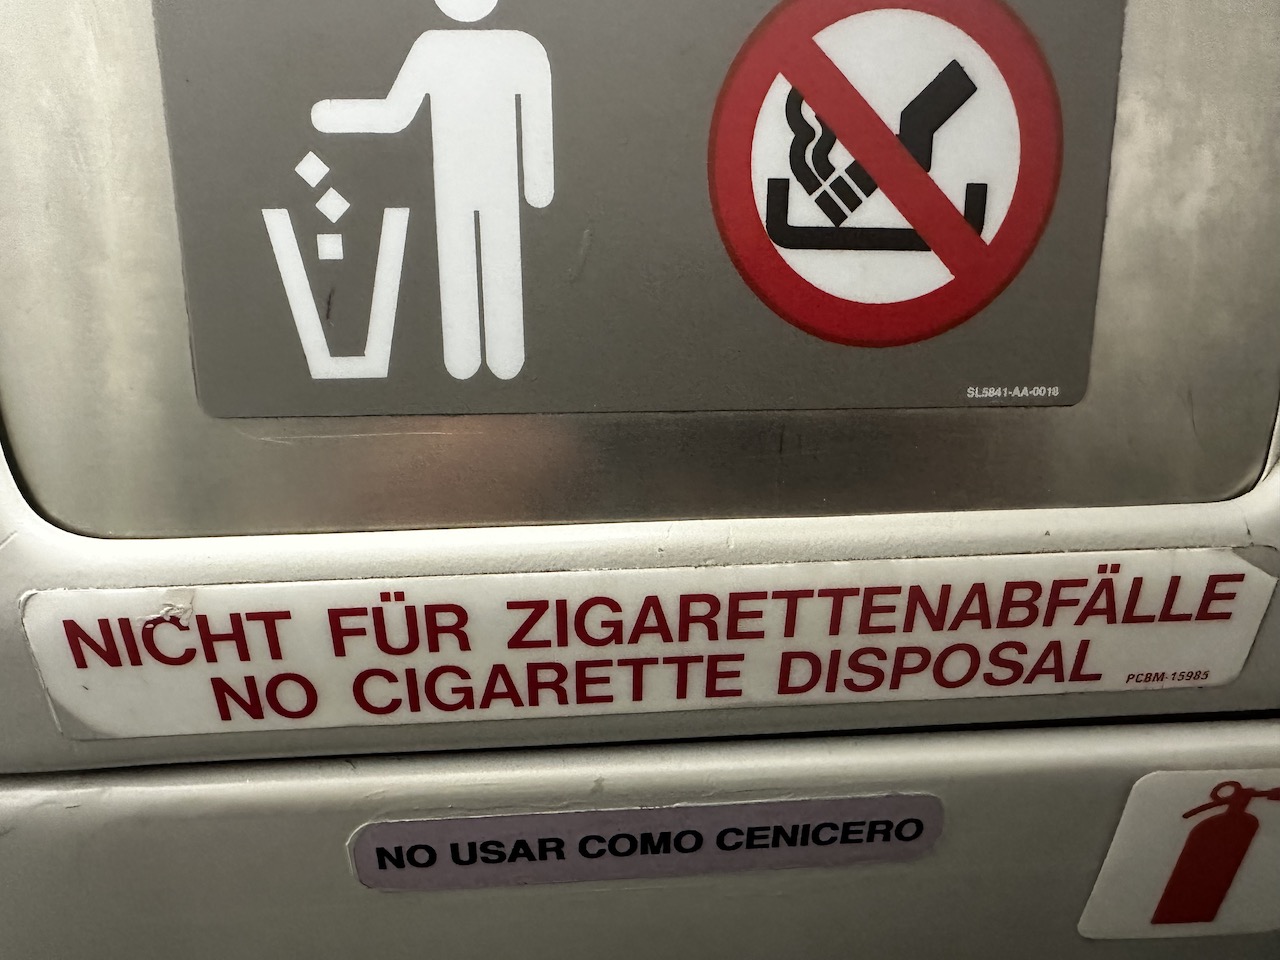 SL5841-AA-0018
NICHT FÜR ZIGARETTENABFÄLLE
NO CIGARETTE DISPOSAL
PCBM-15985
NO USAR COMO CENICERO